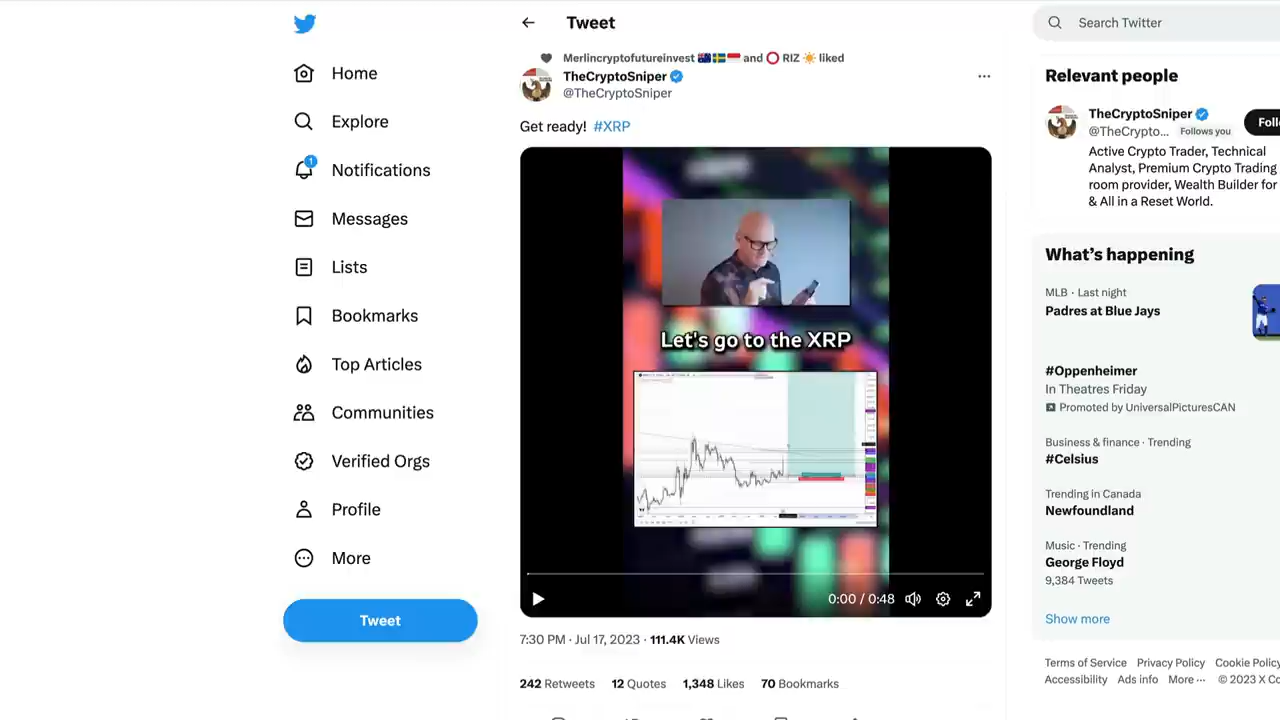 Tweet
Search Twitter
Home
Explore
1
Notifications
Messages
Lists
Bookmarks
Top Articles
Communities
Verified Orgs
Profile
More
Tweet
Merlincryptofutureinvest 🇦🇺🇸🇪🇮🇩 and ⭕ RIZ 🔆 liked
TheCryptoSniper
@TheCryptoSniper
Get ready! #XRP
Let's go to the XRP
0:00 / 0:48
7:30 PM · Jul 17, 2023 · 111.4K Views
242 Retweets 12 Quotes 1,348 Likes 70 Bookmarks
Relevant people
TheCryptoSniper
@TheCrypto... Follows you
Foll
Active Crypto Trader, Technical
Analyst, Premium Crypto Trading
room provider, Wealth Builder for
& All in a Reset World.
What's happening
MLB · Last night
Padres at Blue Jays
#Oppenheimer
In Theatres Friday
Promoted by UniversalPicturesCAN
Business & finance · Trending
#Celsius
Trending in Canada
Newfoundland
Music · Trending
George Floyd
9,384 Tweets
Show more
Terms of Service Privacy Policy Cookie Policy
Accessibility Ads info More ··· © 2023 X Co